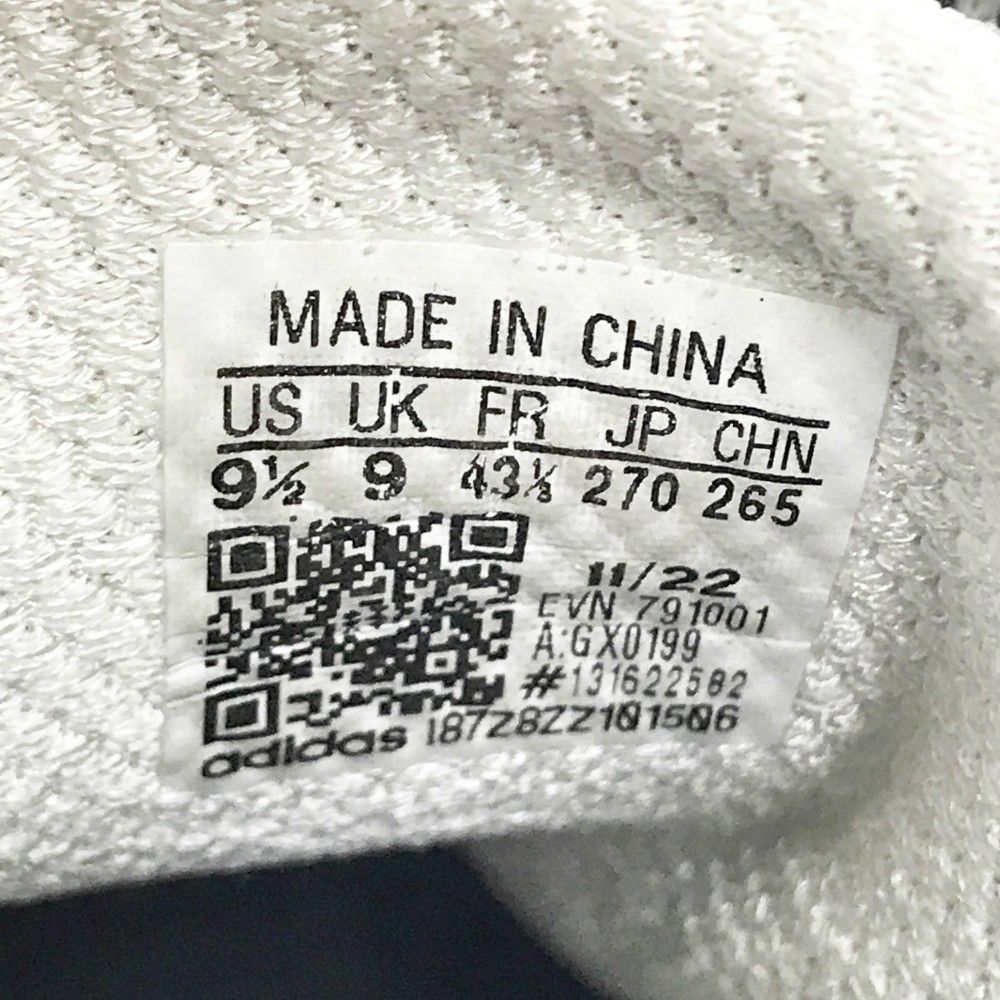 MADE IN CHINA
US UK FR JP CHN
9½ 9 43⅓ 270 265
11/22
EVN 791001
A:GX0199
#131622582
adidas I87Z8ZZ101506